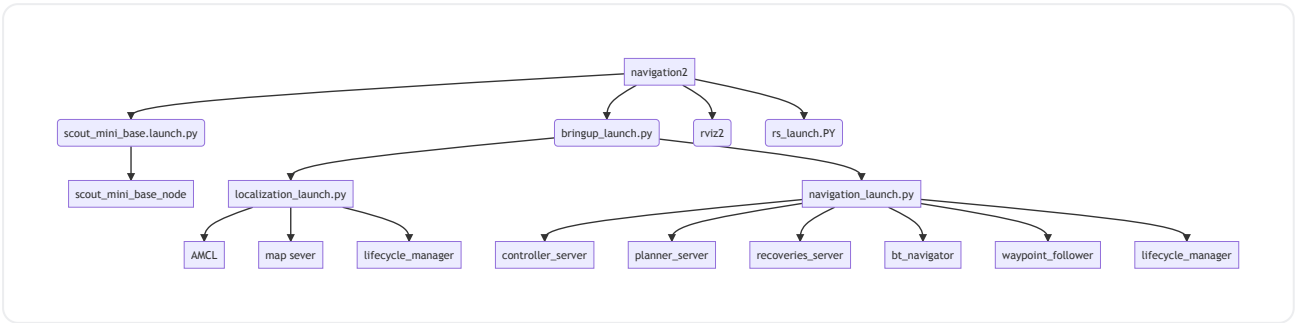 navigation2
scout_mini_base.launch.py
bringup_launch.py
rviz2
rs_launch.PY
scout_mini_base_node
localization_launch.py
navigation_launch.py
AMCL
map sever
lifecycle_manager
controller_server
planner_server
recoveries_server
bt_navigator
waypoint_follower
lifecycle_manager